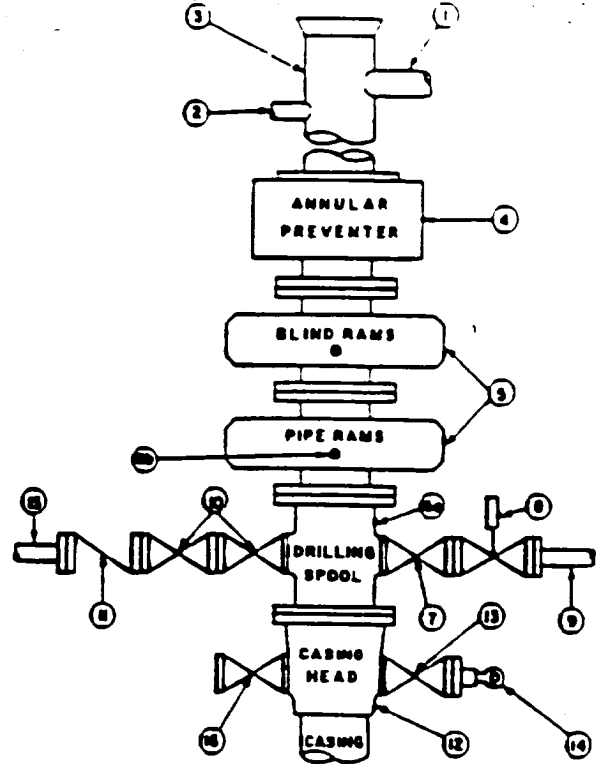 3
1
2
ANNULAR
PREVENTER
4
BLIND RAMS
5
PIPE RAMS
10
8
DRILLING
SPOOL
11
7
9
13
CASING
HEAD
16
12
14
CASING